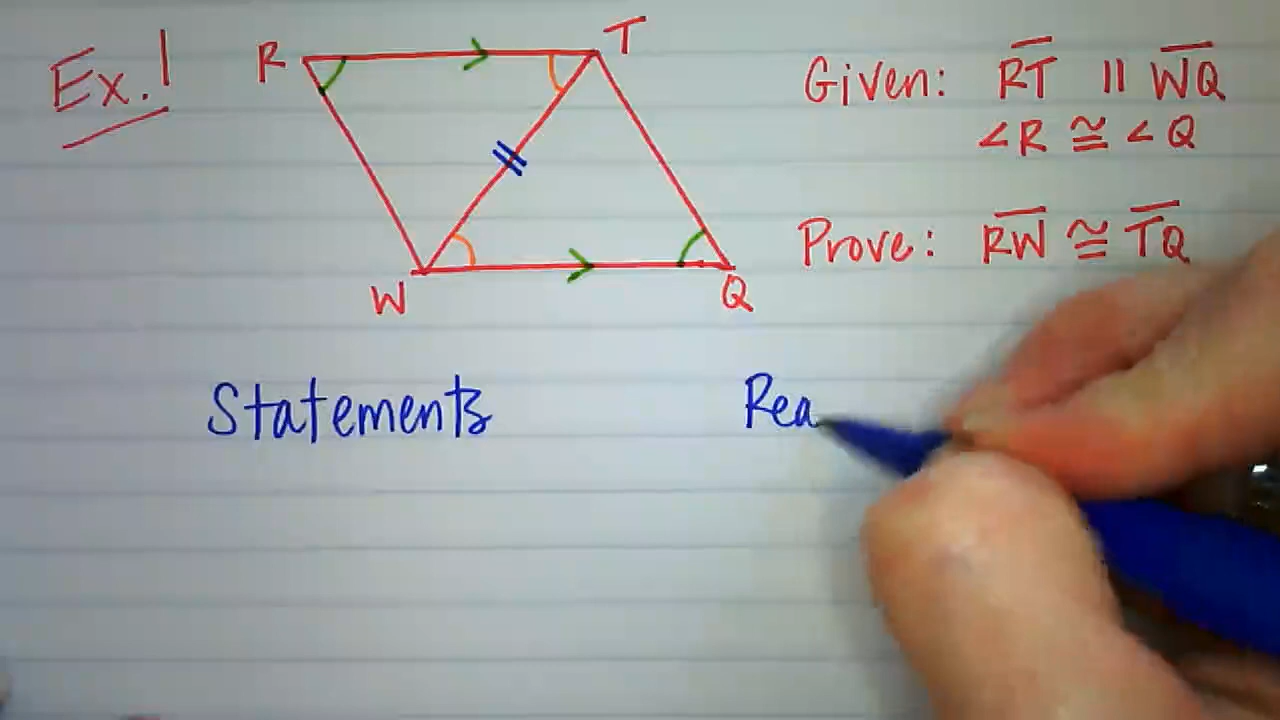 Ex. 1
R
T
W
Q
Given: RT || WQ
∠R ≅ ∠Q
Prove: RW ≅ TQ
Statements
Rea